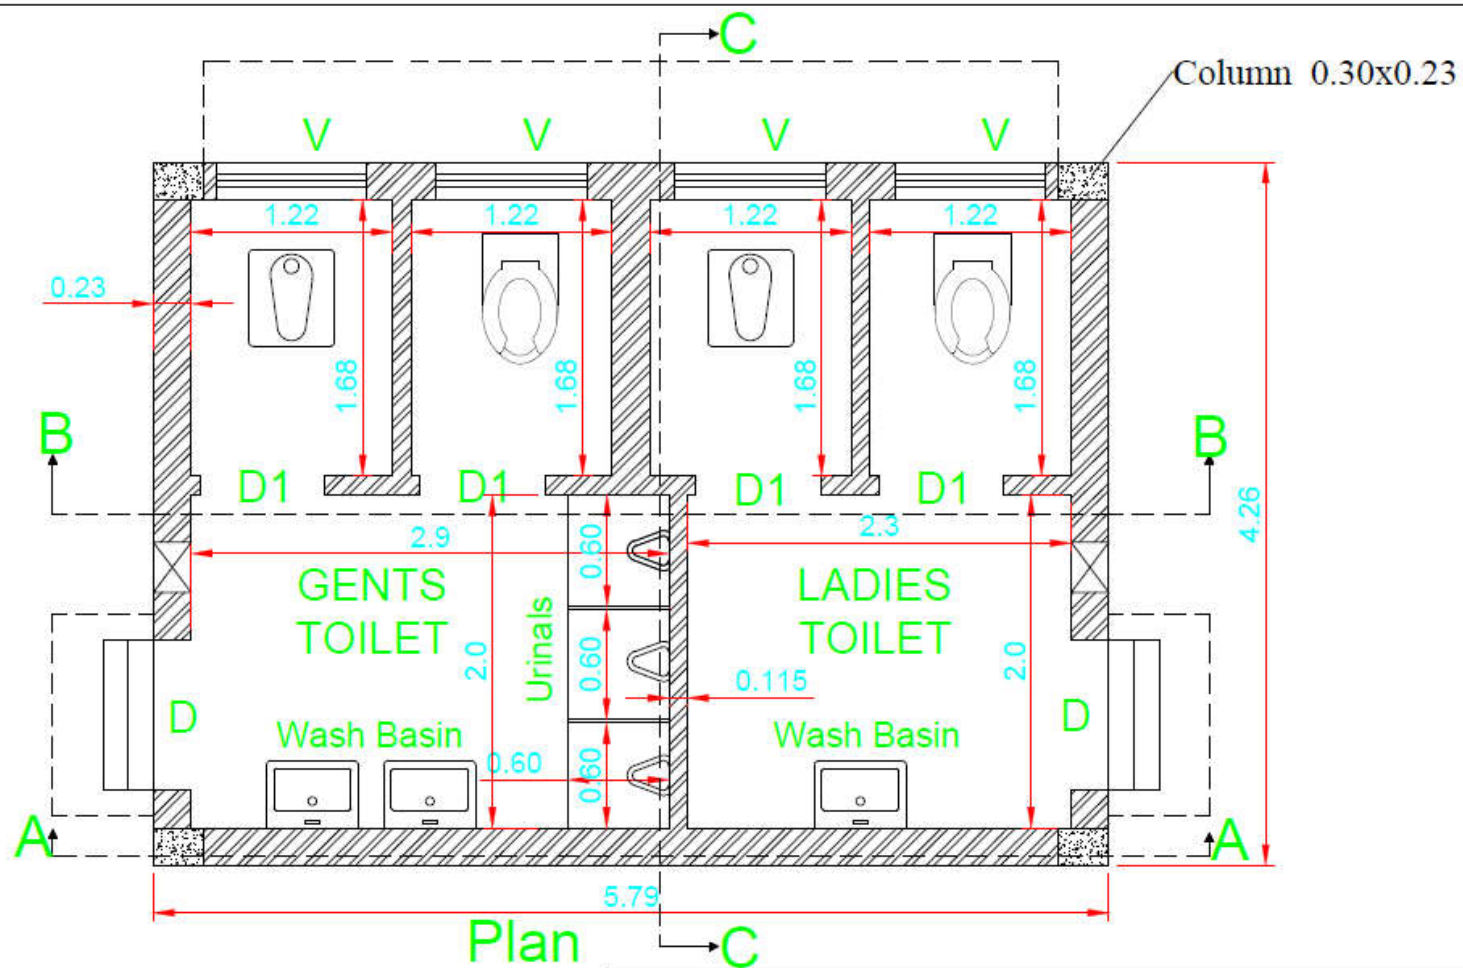 C
Column 0.30x0.23
V V V V
1.22 1.22 1.22 1.22
0.23
1.68 1.68 1.68 1.68
B B
D1 D1 D1 D1
4.26
2.9 0.60 2.3
GENTS
TOILET
LADIES
TOILET
Urinals
2.0 0.60 2.0
0.115
D D
Wash Basin Wash Basin
0.60 0.60
A A
5.79
Plan
C